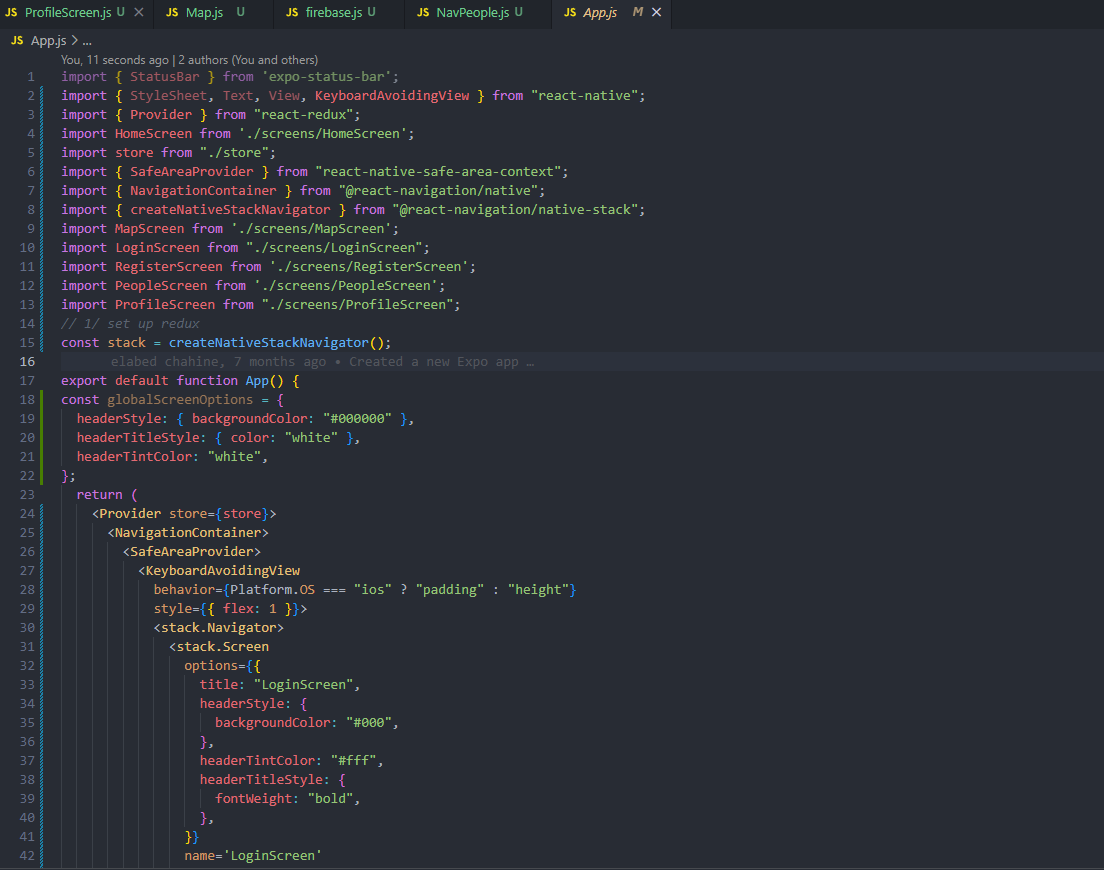 JS ProfileScreen.js U × JS Map.js U JS firebase.js U JS NavPeople.js U JS App.js M ×
JS App.js > ...
You, 11 seconds ago | 2 authors (You and others)
1 import { StatusBar } from 'expo-status-bar';
2 import { StyleSheet, Text, View, KeyboardAvoidingView } from "react-native";
3 import { Provider } from "react-redux";
4 import HomeScreen from './screens/HomeScreen';
5 import store from "./store";
6 import { SafeAreaProvider } from "react-native-safe-area-context";
7 import { NavigationContainer } from "@react-navigation/native";
8 import { createNativeStackNavigator } from "@react-navigation/native-stack";
9 import MapScreen from './screens/MapScreen';
10 import LoginScreen from "./screens/LoginScreen";
11 import RegisterScreen from './screens/RegisterScreen';
12 import PeopleScreen from './screens/PeopleScreen';
13 import ProfileScreen from "./screens/ProfileScreen";
14 // 1/ set up redux
15 const stack = createNativeStackNavigator();
16 elabed chahine, 7 months ago • Created a new Expo app …
17 export default function App() {
18 const globalScreenOptions = {
19 headerStyle: { backgroundColor: "#000000" },
20 headerTitleStyle: { color: "white" },
21 headerTintColor: "white",
22 };
23 return (
24 <Provider store={store}>
25 <NavigationContainer>
26 <SafeAreaProvider>
27 <KeyboardAvoidingView
28 behavior={Platform.OS === "ios" ? "padding" : "height"}
29 style={{ flex: 1 }}>
30 <stack.Navigator>
31 <stack.Screen
32 options={{
33 title: "LoginScreen",
34 headerStyle: {
35 backgroundColor: "#000",
36 },
37 headerTintColor: "#fff",
38 headerTitleStyle: {
39 fontWeight: "bold",
40 },
41 }}
42 name='LoginScreen'